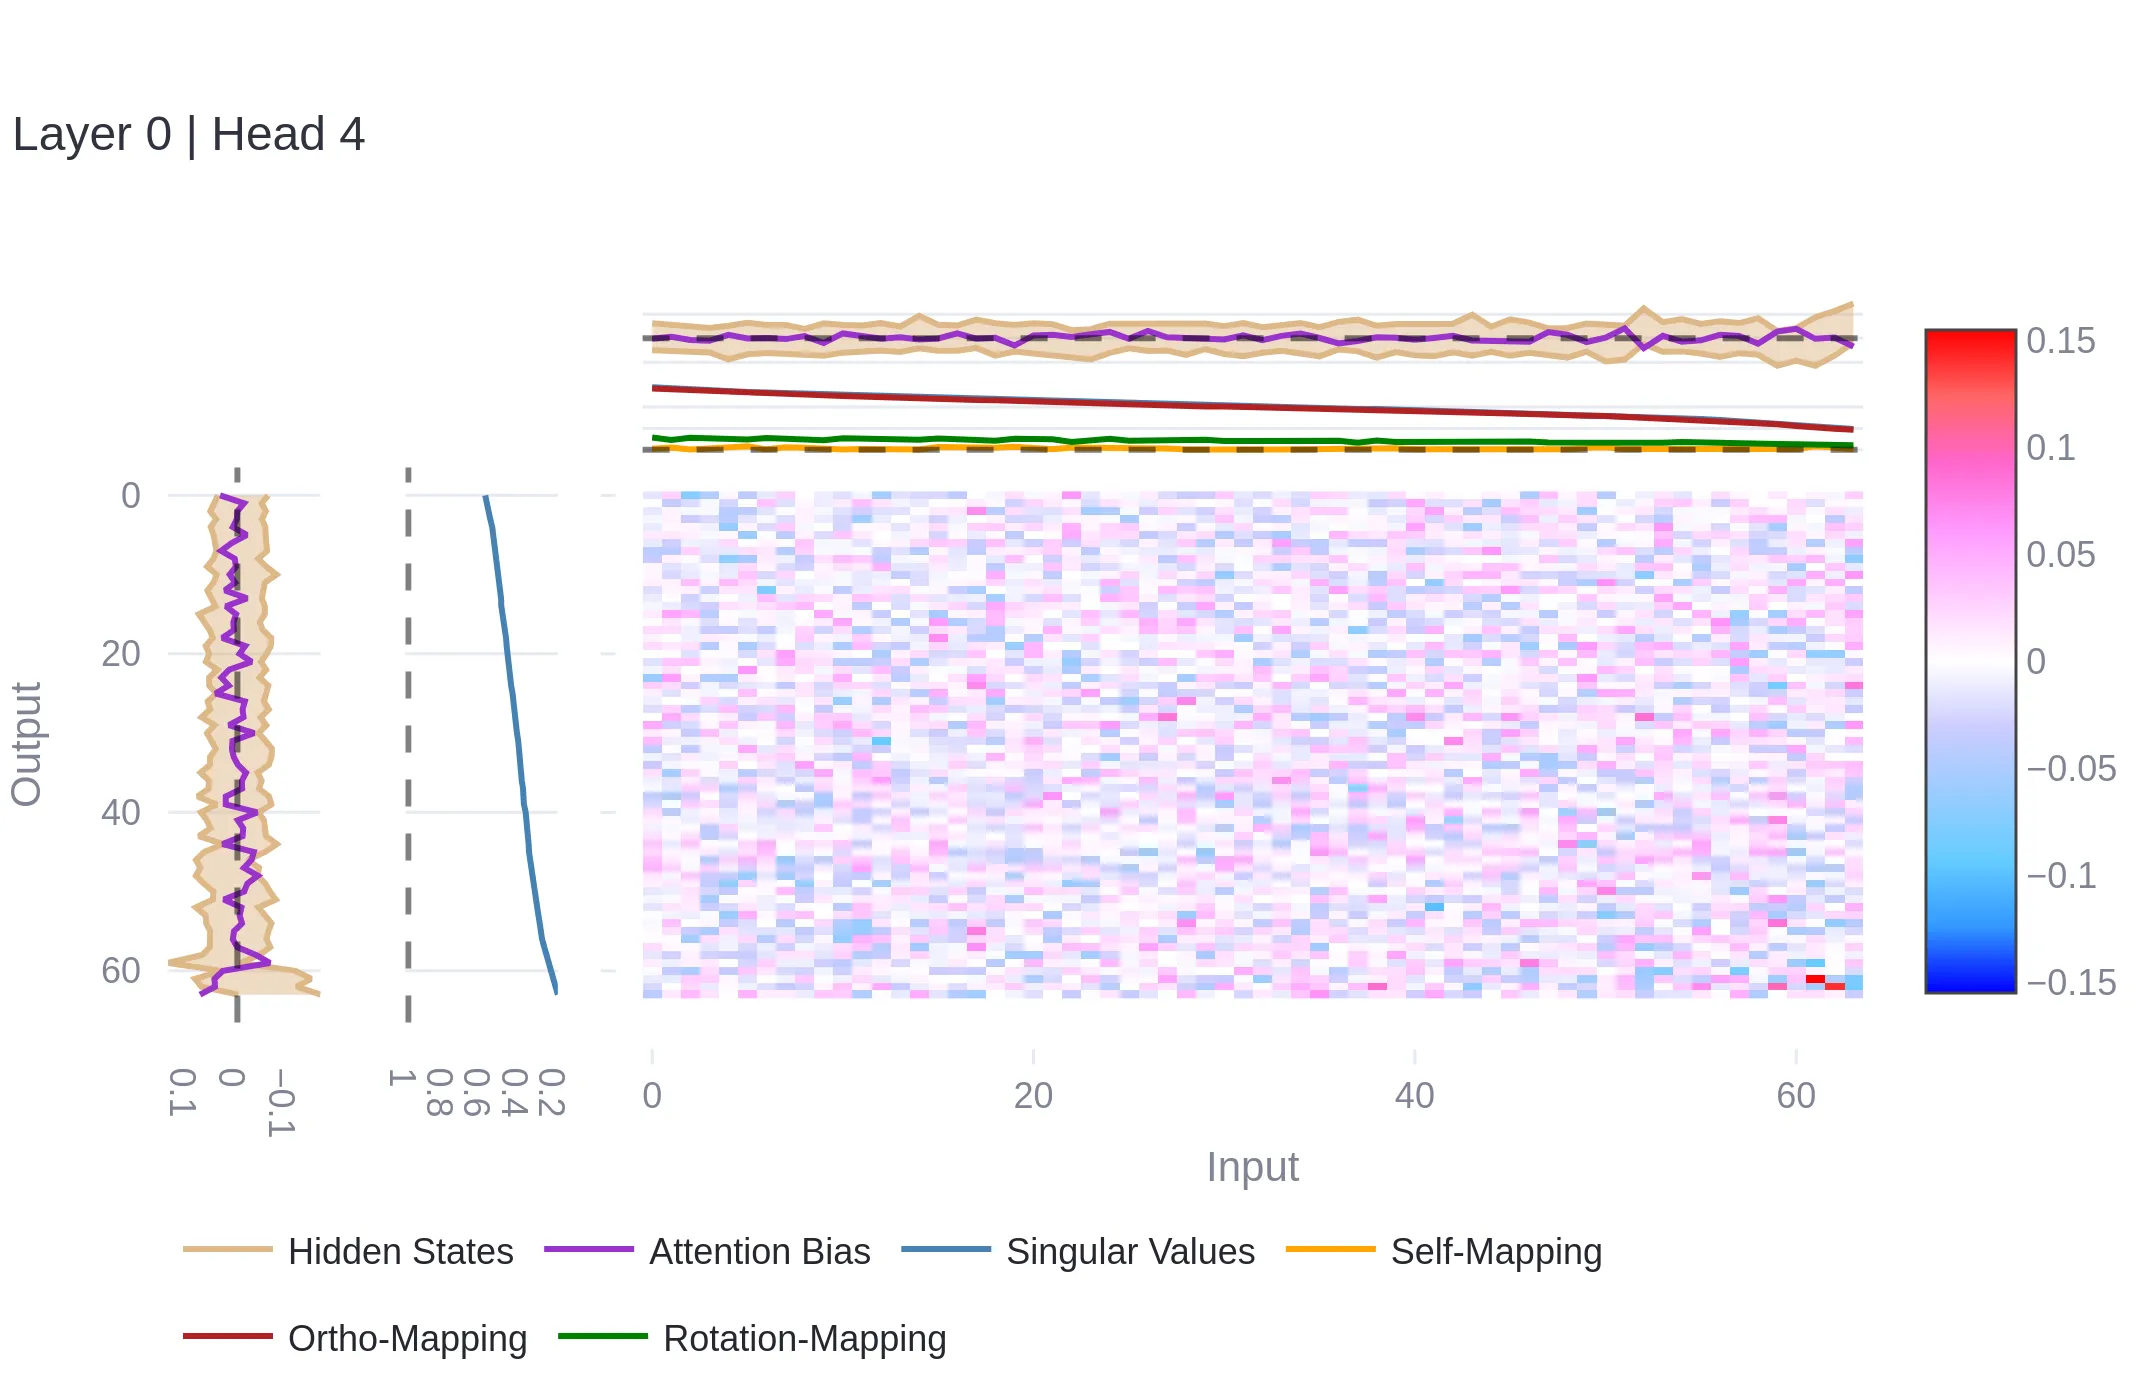 Layer 0 | Head 4
0.15
0.1
0.05
0
−0.05
−0.1
−0.15
Output
0
20
40
60
0.1
0
−0.1
1
0.8
0.6
0.4
0.2
0
20
40
60
Input
Hidden States
Attention Bias
Singular Values
Self-Mapping
Ortho-Mapping
Rotation-Mapping